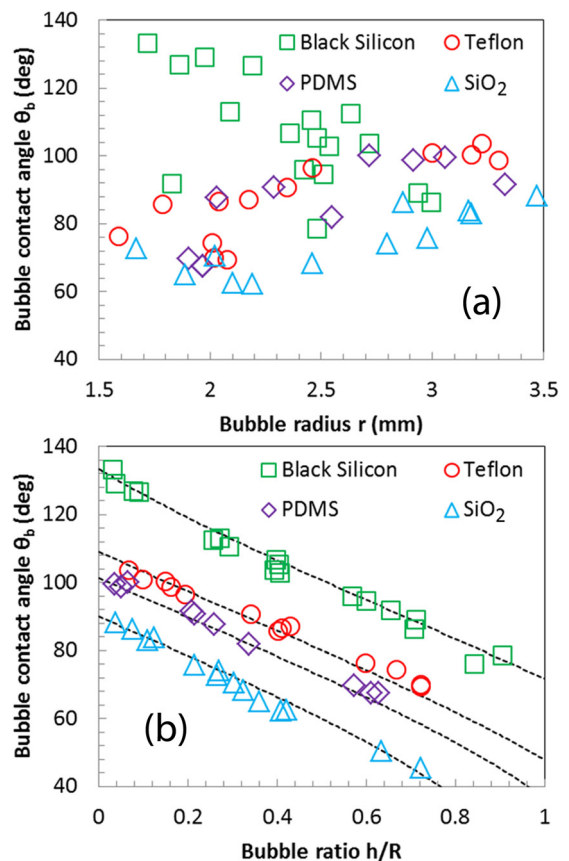 140
120
100
80
60
40
Bubble contact angle θb (deg)
Black Silicon
Teflon
PDMS
SiO2
(a)
1.5
2
2.5
3
3.5
Bubble radius r (mm)
140
120
100
80
60
40
Bubble contact angle θb (deg)
Black Silicon
Teflon
PDMS
SiO2
(b)
0
0.2
0.4
0.6
0.8
1
Bubble ratio h/R